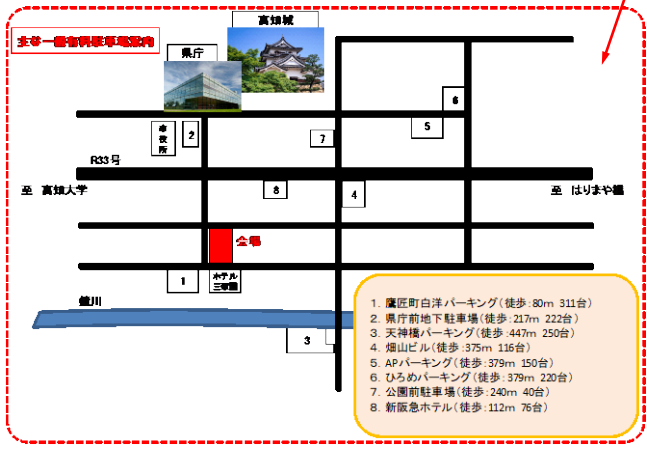 主な一般有料駐車場案内
高知城
県庁
市役所
2
7
5
6
R33号
至 高知大学
8
4
至 はりまや橋
会場
1
ホテル
三翠園
鏡川
3
1. 鷹匠町白洋パーキング(徒歩:80m 311台)
2. 県庁前地下駐車場(徒歩:217m 222台)
3. 天神橋パーキング(徒歩:447m 250台)
4. 畑山ビル(徒歩:375m 116台)
5. APパーキング(徒歩:379m 150台)
6. ひろめパーキング(徒歩:379m 220台)
7. 公園前駐車場(徒歩:240m 40台)
8. 新阪急ホテル(徒歩:112m 76台)